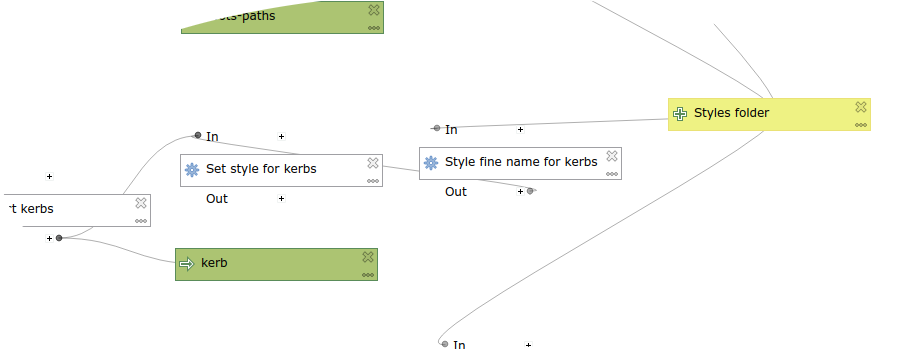 ts-paths
In
In
Styles folder
Set style for kerbs
Style fine name for kerbs
Out
Out
t kerbs
kerb
In